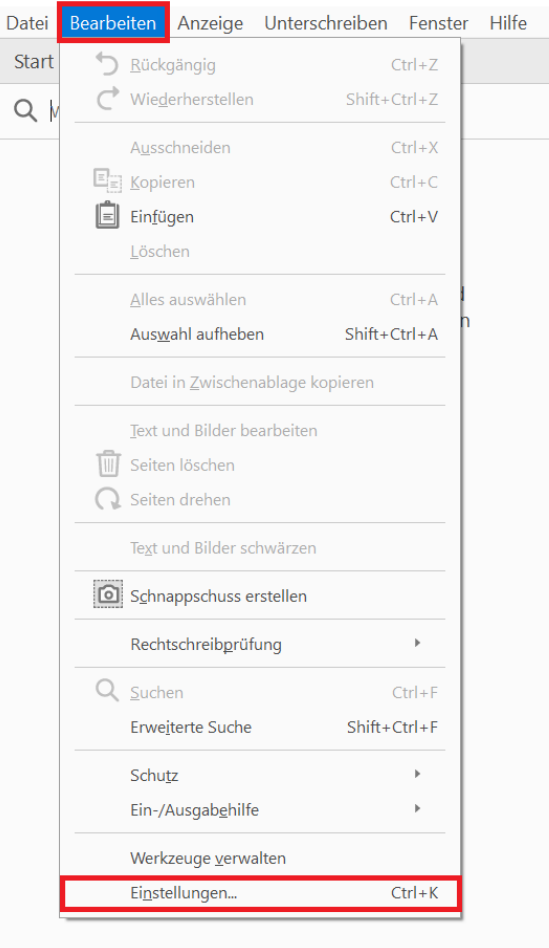 Datei Bearbeiten Anzeige Unterschreiben Fenster Hilfe
Start
Rückgängig Ctrl+Z
Wiederherstellen Shift+Ctrl+Z
Ausschneiden Ctrl+X
Kopieren Ctrl+C
Einfügen Ctrl+V
Löschen
Alles auswählen Ctrl+A
Auswahl aufheben Shift+Ctrl+A
Datei in Zwischenablage kopieren
Text und Bilder bearbeiten
Seiten löschen
Seiten drehen
Text und Bilder schwärzen
Schnappschuss erstellen
Rechtschreibprüfung
Suchen Ctrl+F
Erweiterte Suche Shift+Ctrl+F
Schutz
Ein-/Ausgabehilfe
Werkzeuge verwalten
Einstellungen... Ctrl+K